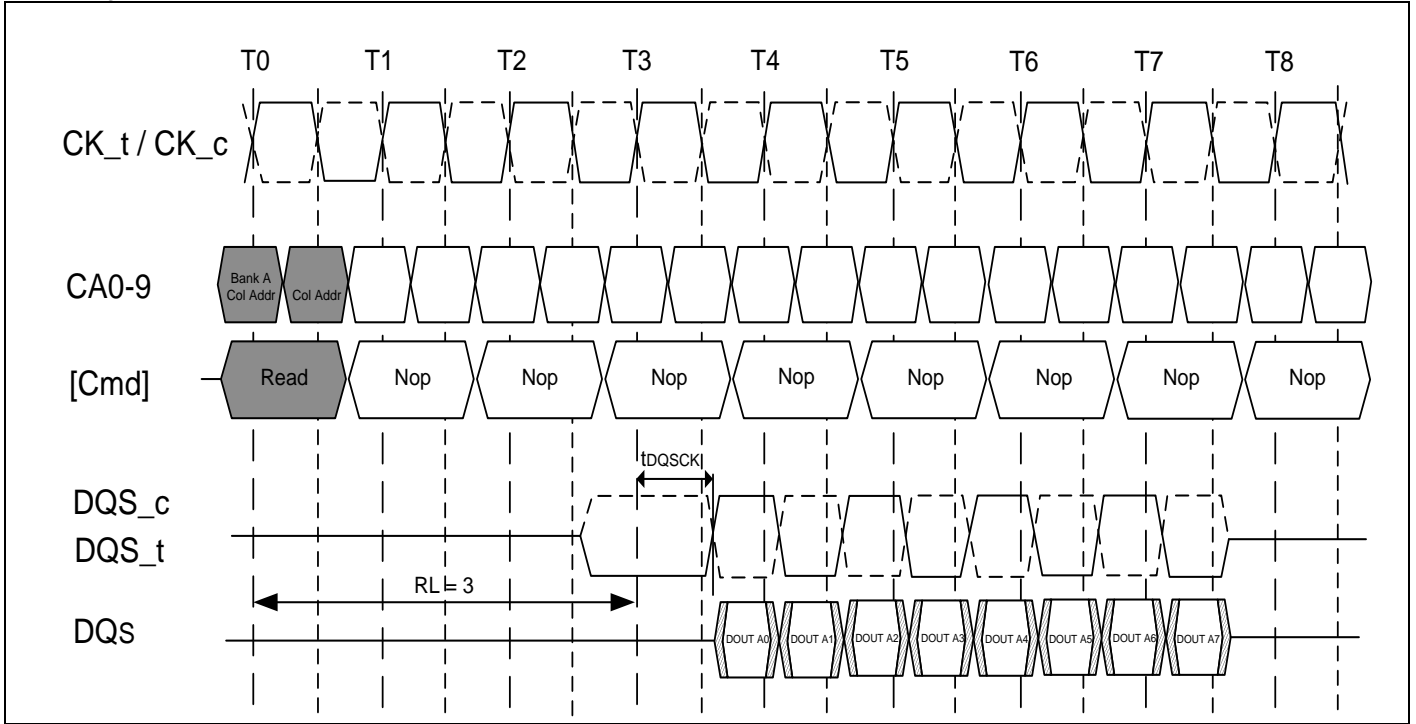 T0 T1 T2 T3 T4 T5 T6 T7 T8
CK_t / CK_c
CA0-9
Bank A
Col Addr
Col Addr
[Cmd]
Read Nop Nop Nop Nop Nop Nop Nop Nop
tDQSCK
DQS_c
DQS_t
RL = 3
DQs
DOUT A0 DOUT A1 DOUT A2 DOUT A3 DOUT A4 DOUT A5 DOUT A6 DOUT A7